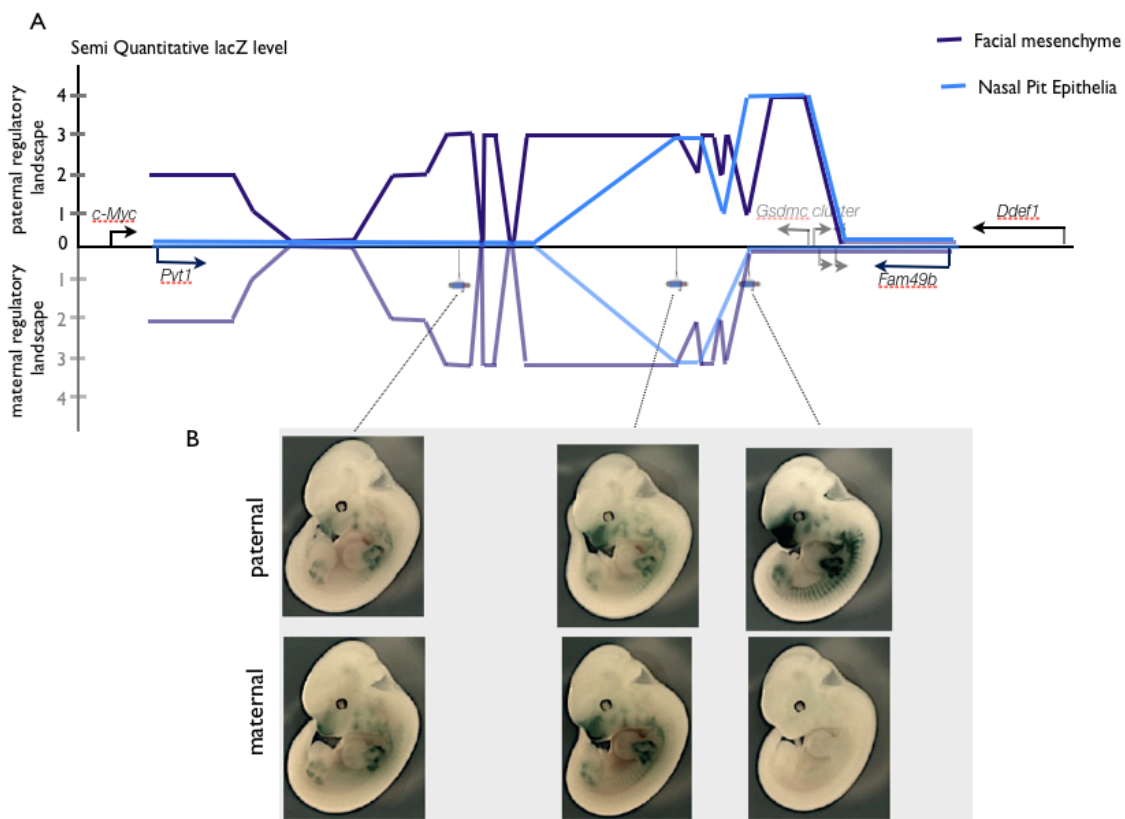 A
Semi Quantitative lacZ level
Facial mesenchyme
Nasal Pit Epithelia
paternal regulatory
landscape
4
3
2
1
0
c-Myc
Gsdmc cluster
Ddef1
Pvt1
Fam49b
maternal regulatory
landscape
1
2
3
4
B
paternal
maternal